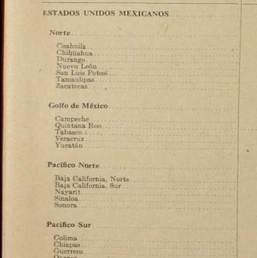 ESTADOS UNIDOS MEXICANOS
Norte
Coahuila
Chihuahua
Durango
Nuevo León
San Luis Potosí
Tamaulipas
Zacatecas
Golfo de México
Campeche
Quintana Roo
Tabasco
Veracruz
Yucatán
Pacífico Norte
Baja California, Norte
Baja California, Sur
Nayarit
Sinaloa
Sonora
Pacífico Sur
Colima
Chiapas
Guerrero